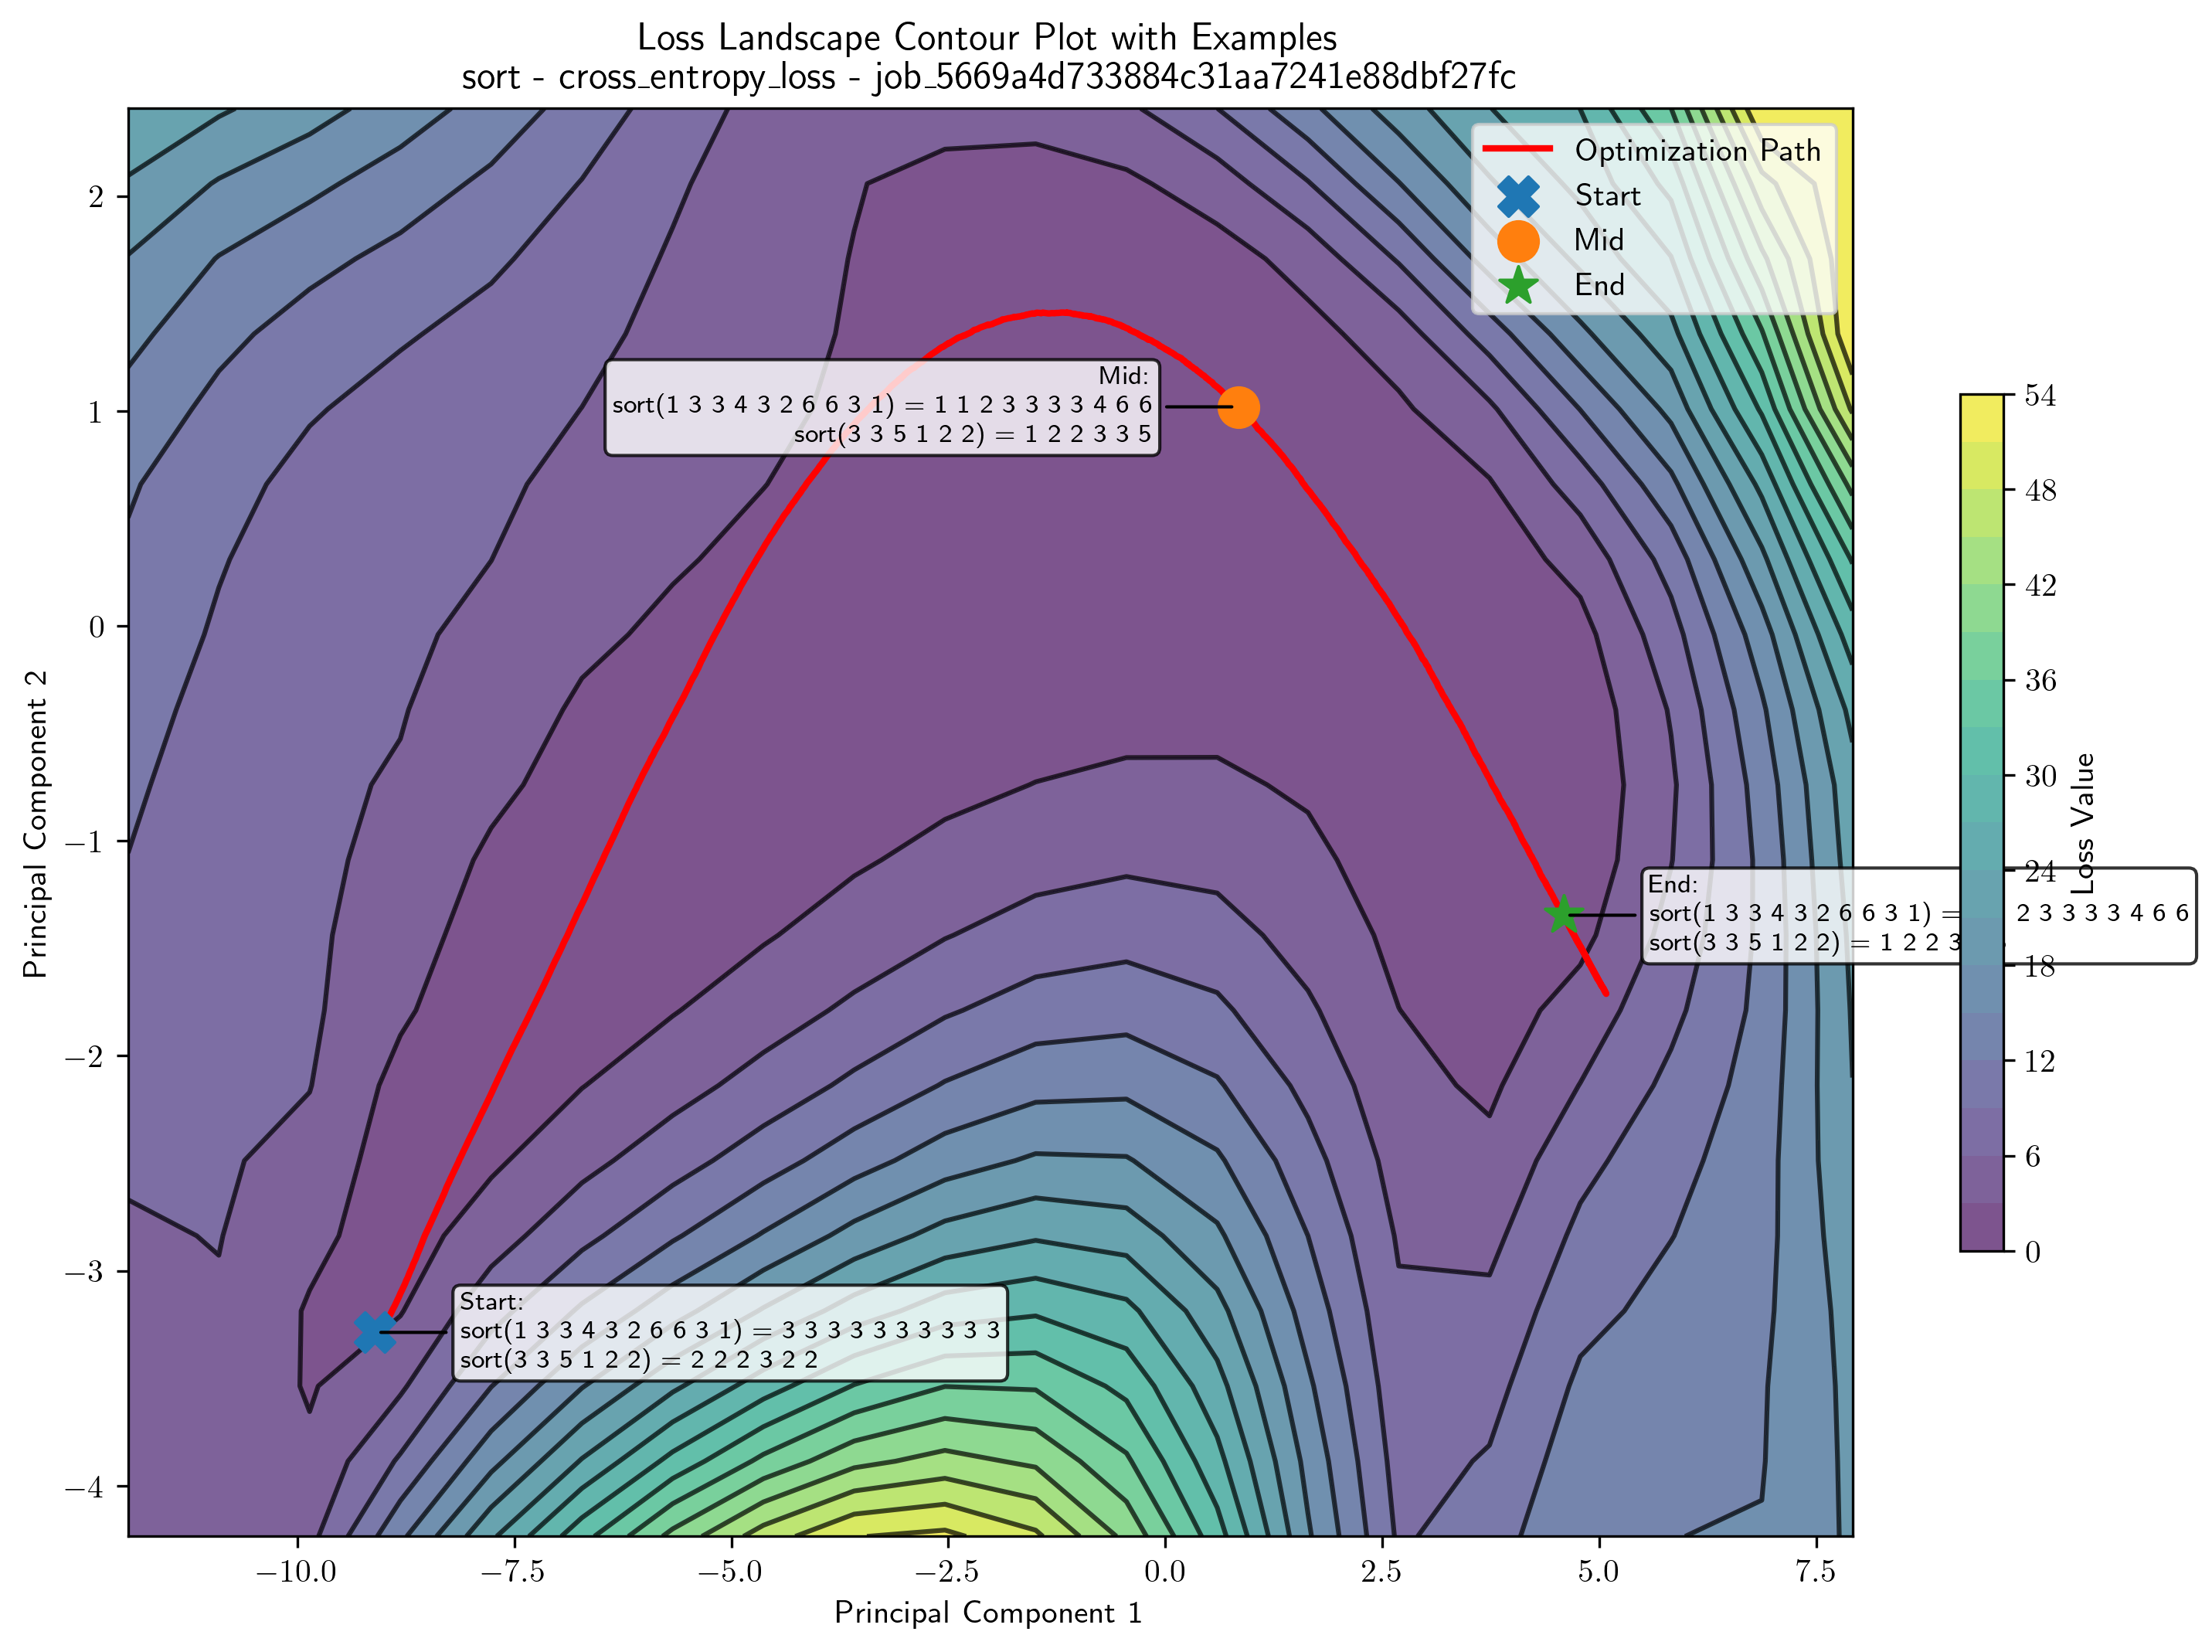 Loss Landscape Contour Plot with Examples
sort - cross_entropy_loss - job_5669a4d733884c31aa7241e88dbf27fc
Optimization Path
Start
Mid
End
Mid:
sort(1 3 3 4 3 2 6 6 3 1) = 1 1 2 3 3 3 3 4 6 6
sort(3 3 5 1 2 2) = 1 2 2 3 3 5
End:
sort(1 3 3 4 3 2 6 6 3 1) = 2 3 3 3 3 4 6 6
sort(3 3 5 1 2 2) = 1 2 2 3
Start:
sort(1 3 3 4 3 2 6 6 3 1) = 3 3 3 3 3 3 3 3 3 3
sort(3 3 5 1 2 2) = 2 2 2 3 2 2
Principal Component 2
2
1
0
−1
−2
−3
−4
−10.0
−7.5
−5.0
−2.5
0.0
2.5
5.0
7.5
Principal Component 1
54
48
42
36
30
24
18
12
6
0
Loss Value